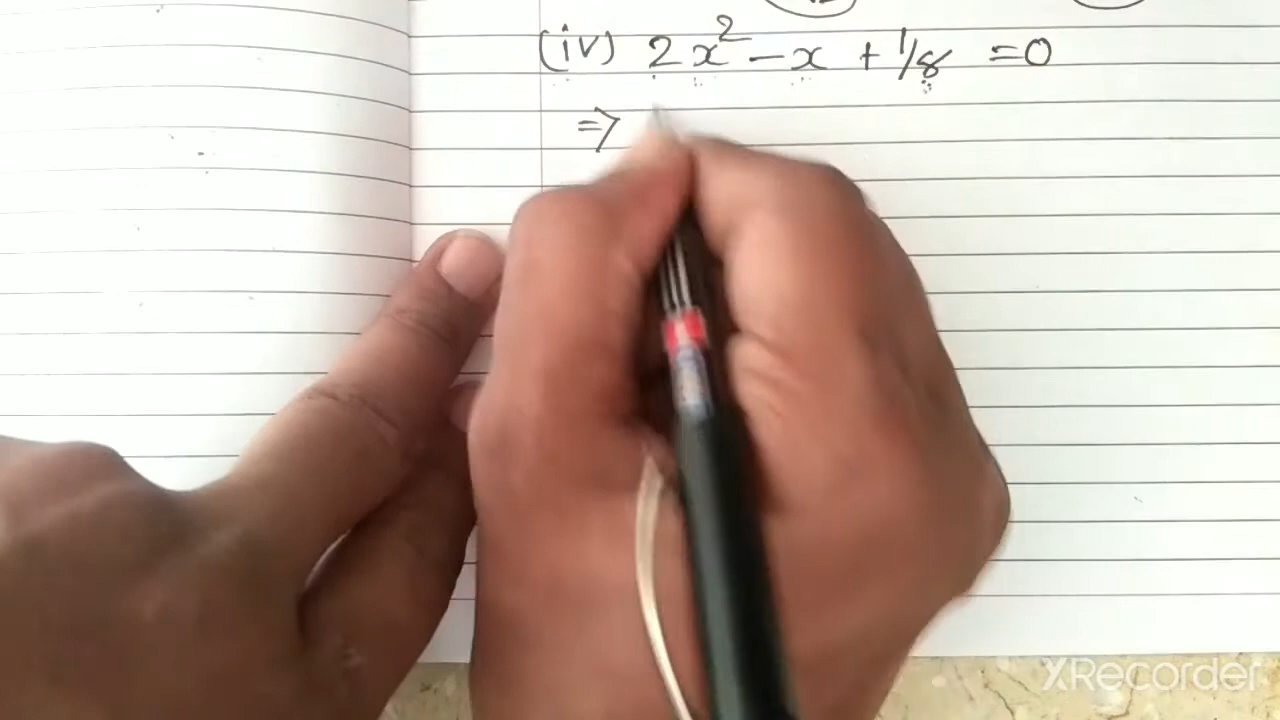 (iv) 2x² - x + 1/8 = 0
⇒
XRecorder